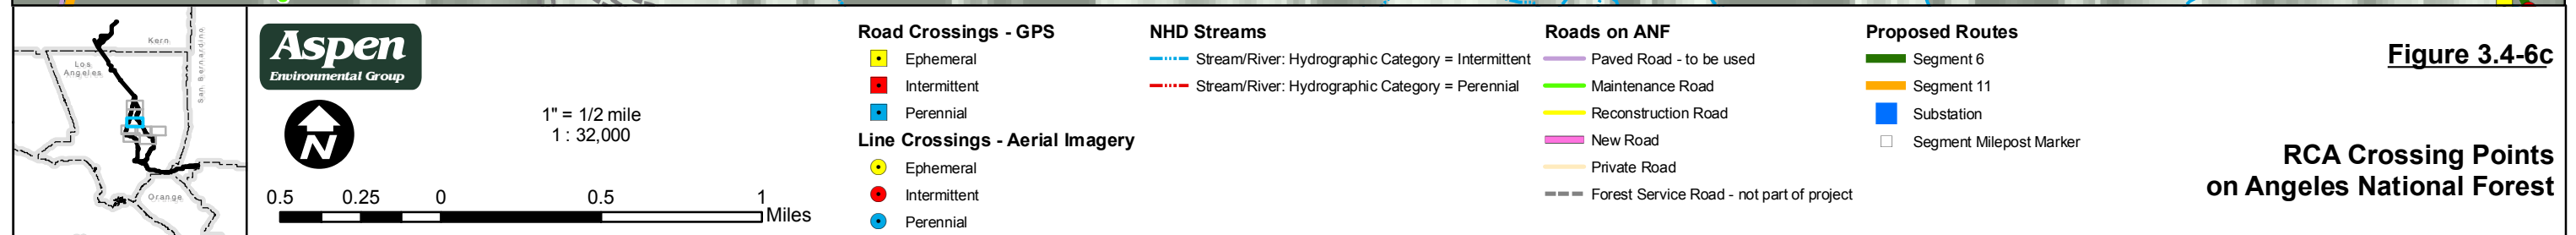 Kern
Los
Angeles
San Bernardino
Orange
Aspen
Environmental Group
N
1" = 1/2 mile
1 : 32,000
0.5 0.25 0 0.5 1
Miles
Road Crossings - GPS
Ephemeral
Intermittent
Perennial
Line Crossings - Aerial Imagery
Ephemeral
Intermittent
Perennial
NHD Streams
Stream/River: Hydrographic Category = Intermittent
Stream/River: Hydrographic Category = Perennial
Roads on ANF
Paved Road - to be used
Maintenance Road
Reconstruction Road
New Road
Private Road
Forest Service Road - not part of project
Proposed Routes
Segment 6
Segment 11
Substation
Segment Milepost Marker
Figure 3.4-6c
RCA Crossing Points
on Angeles National Forest